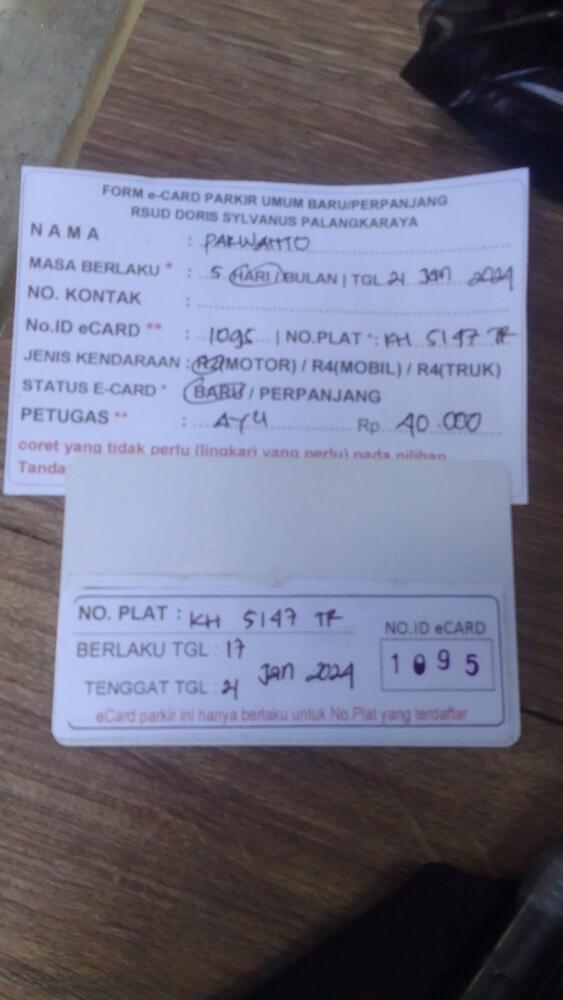 FORM e-CARD PARKIR UMUM BARU/PERPANJANG
RSUD DORIS SYLVANUS PALANGKARAYA
NAMA : PARWANTO
MASA BERLAKU * : 5 HARI / BULAN | TGL 21 JAN 2024
NO. KONTAK :
No.ID eCARD ** : 1095 | NO.PLAT *: KH 5147 TR
JENIS KENDARAAN : R2(MOTOR) / R4(MOBIL) / R4(TRUK)
STATUS E-CARD * : BARU / PERPANJANG
PETUGAS ** : AYU Rp. 40.000
coret yang tidak perlu (lingkari yang perlu) pada pilihan
Tanda
NO. PLAT : KH 5147 TR
NO.ID eCARD
BERLAKU TGL : 17
1095
JAN 2024
TENGGAT TGL : 21
eCard parkir ini hanya berlaku untuk No.Plat yang terdaftar